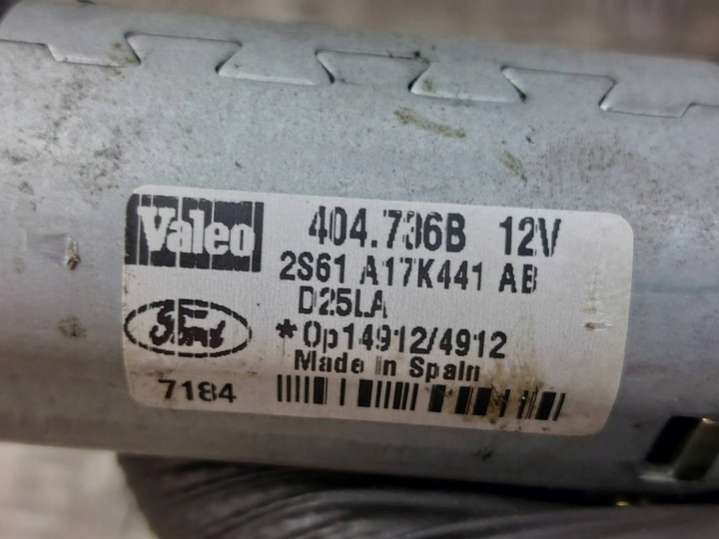 Valeo 404.736B 12V
2S61 A17K441 AB
D25LA
Ford *Op14912/4912
Made in Spain
7184